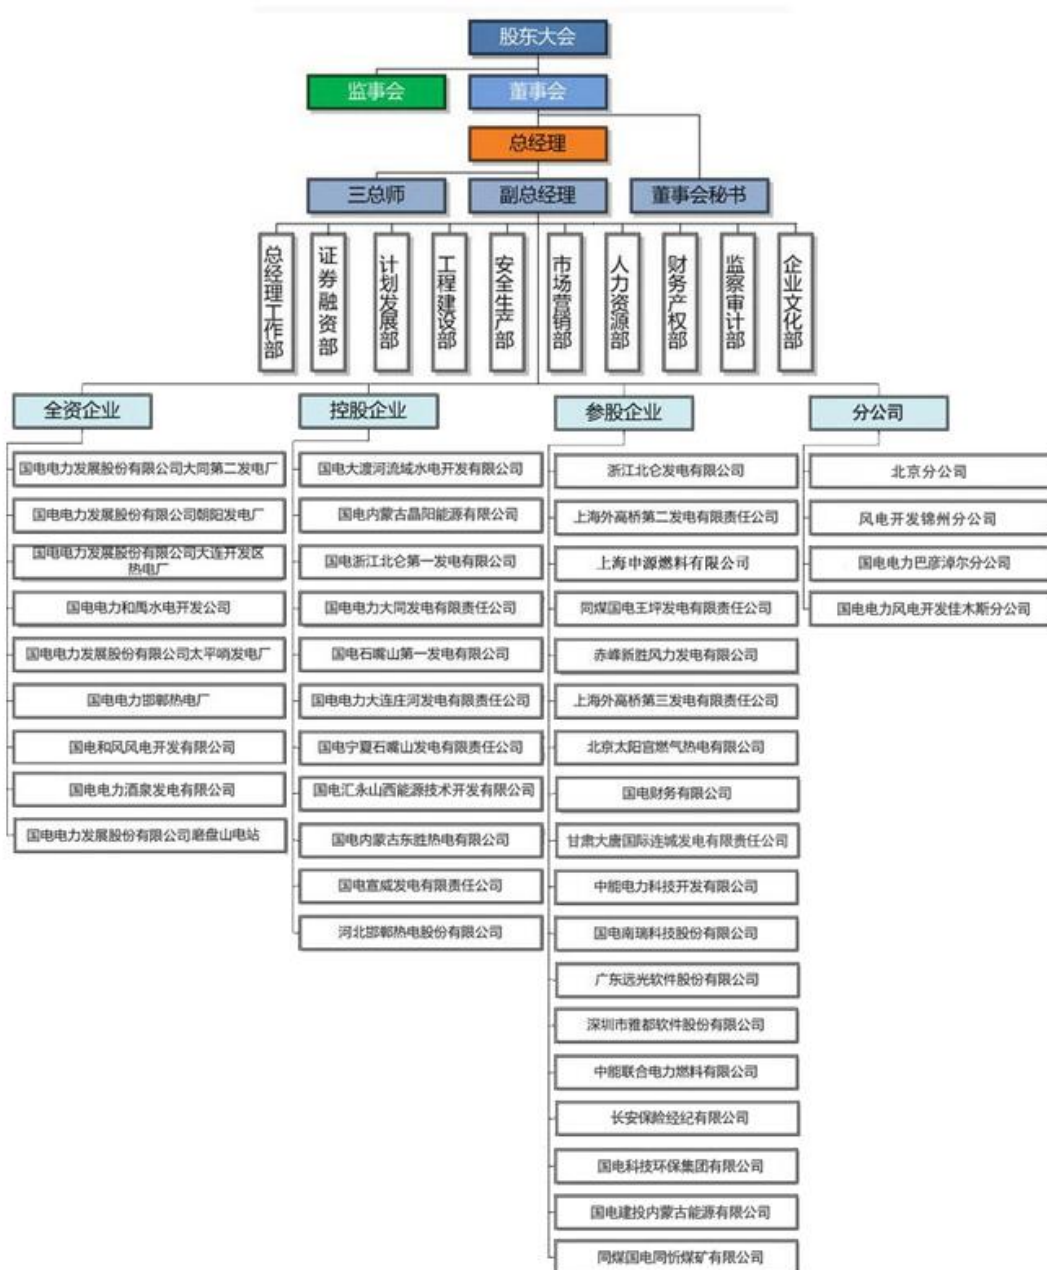 股东大会
监事会
董事会
总经理
三总师
副总经理
董事会秘书
总经理工作部
证券融资部
计划发展部
工程建设部
安全生产部
市场营销部
人力资源部
财务产权部
监察审计部
企业文化部
全资企业
国电电力发展股份有限公司大同第二发电厂
国电电力发展股份有限公司朝阳发电厂
国电电力发展股份有限公司大连开发区
热电厂
国电电力和禹水电开发公司
国电电力发展股份有限公司太平哨发电厂
国电电力邯郸热电厂
国电和风风电开发有限公司
国电电力酒泉发电有限公司
国电电力发展股份有限公司磨盘山电站
控股企业
国电大渡河流域水电开发有限公司
国电内蒙古晶阳能源有限公司
国电浙江北仑第一发电有限公司
国电电力大同发电有限责任公司
国电石嘴山第一发电有限公司
国电电力大连庄河发电有限责任公司
国电宁夏石嘴山发电有限责任公司
国电汇永山西能源技术开发有限公司
国电内蒙古东胜热电有限公司
国电宣威发电有限责任公司
河北邯郸热电股份有限公司
参股企业
浙江北仑发电有限公司
上海外高桥第二发电有限责任公司
上海申源燃料有限公司
同煤国电王坪发电有限责任公司
赤峰新胜风力发电有限公司
上海外高桥第三发电有限责任公司
北京太阳宫燃气热电有限公司
国电财务有限公司
甘肃大唐国际连城发电有限责任公司
中能电力科技开发有限公司
国电南瑞科技股份有限公司
广东远光软件股份有限公司
深圳市雅都软件股份有限公司
中能联合电力燃料有限公司
长安保险经纪有限公司
国电科技环保集团有限公司
国电建投内蒙古能源有限公司
同煤国电同忻煤矿有限公司
分公司
北京分公司
风电开发锦州分公司
国电电力巴彦淖尔分公司
国电电力风电开发佳木斯分公司